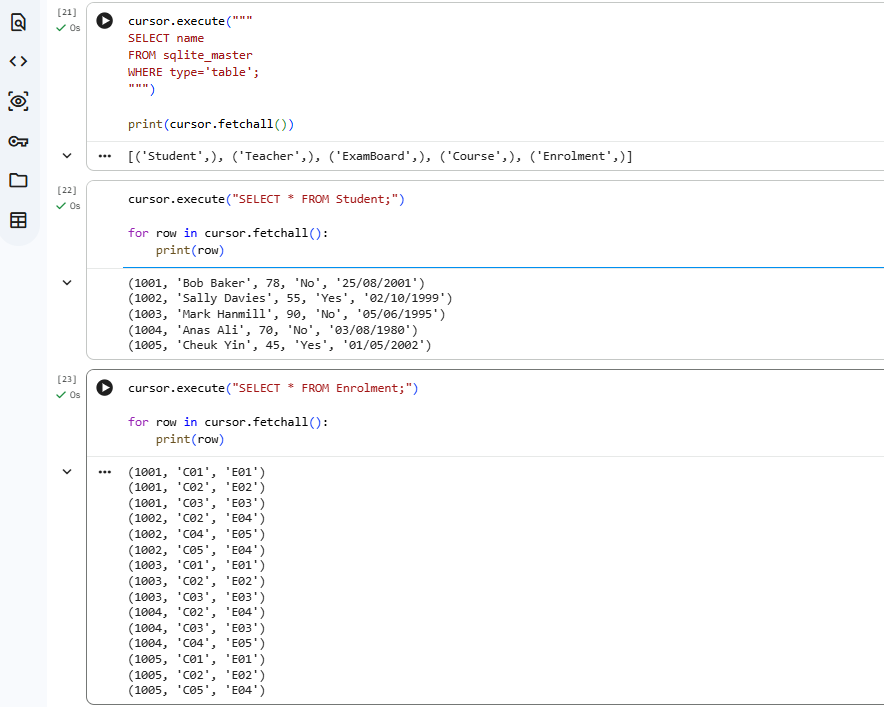 [21]
0s
cursor.execute("""
SELECT name
FROM sqlite_master
WHERE type='table';
""")
print(cursor.fetchall())
[('Student',), ('Teacher',), ('ExamBoard',), ('Course',), ('Enrolment',)]
[22]
0s
cursor.execute("SELECT * FROM Student;")
for row in cursor.fetchall():
    print(row)
(1001, 'Bob Baker', 78, 'No', '25/08/2001')
(1002, 'Sally Davies', 55, 'Yes', '02/10/1999')
(1003, 'Mark Hanmill', 90, 'No', '05/06/1995')
(1004, 'Anas Ali', 70, 'No', '03/08/1980')
(1005, 'Cheuk Yin', 45, 'Yes', '01/05/2002')
[23]
0s
cursor.execute("SELECT * FROM Enrolment;")
for row in cursor.fetchall():
    print(row)
(1001, 'C01', 'E01')
(1001, 'C02', 'E02')
(1001, 'C03', 'E03')
(1002, 'C02', 'E04')
(1002, 'C04', 'E05')
(1002, 'C05', 'E04')
(1003, 'C01', 'E01')
(1003, 'C02', 'E02')
(1003, 'C03', 'E03')
(1004, 'C02', 'E04')
(1004, 'C03', 'E03')
(1004, 'C04', 'E05')
(1005, 'C01', 'E01')
(1005, 'C02', 'E02')
(1005, 'C05', 'E04')